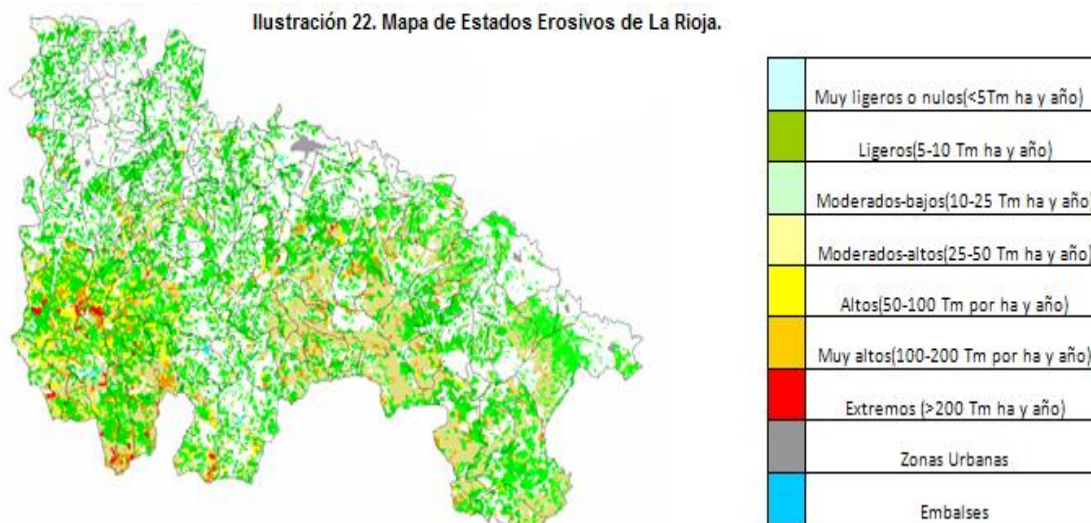 Ilustración 22. Mapa de Estados Erosivos de La Rioja.
Muy ligeros o nulos(<5Tm ha y año)
Ligeros(5-10 Tm ha y año)
Moderados-bajos(10-25 Tm ha y año)
Moderados-altos(25-50 Tm ha y año)
Altos(50-100 Tm por ha y año)
Muy altos(100-200 Tm por ha y año)
Extremos (>200 Tm ha y año)
Zonas Urbanas
Embalses